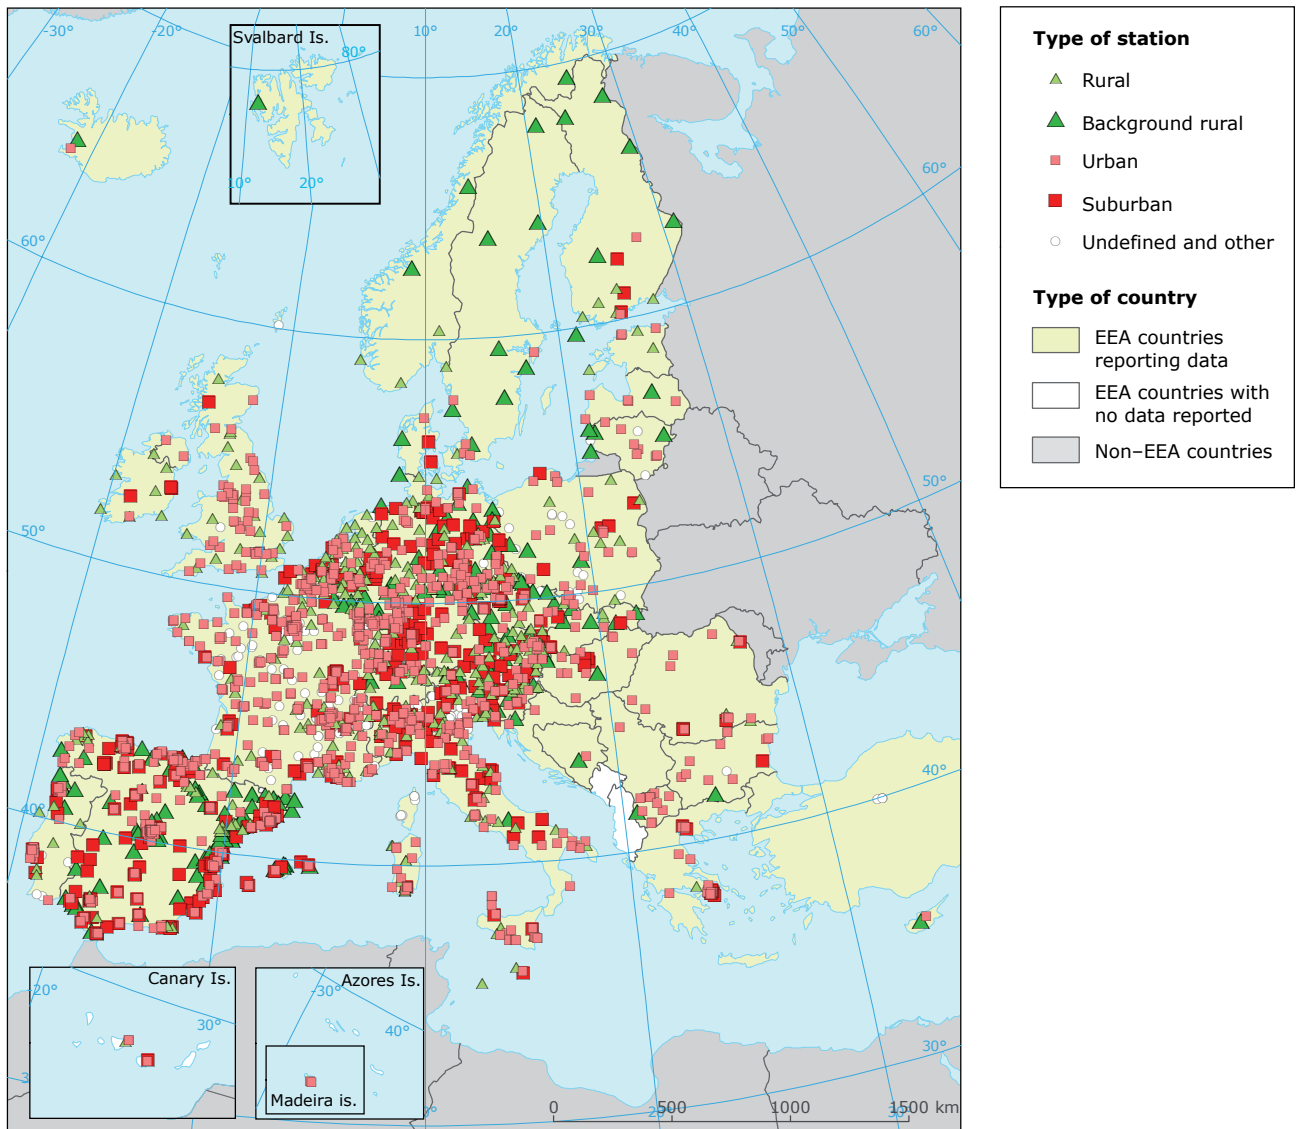 -30°
-20°
-10°
0°
10°
20°
30°
40°
50°
60°
Svalbard Is.
80°
10°
20°
60°
60°
50°
50°
40°
40°
30°
Canary Is.
-20°
30°
Azores Is.
-30°
40°
Madeira is.
0 500 1000 1500 km
Type of station
Rural
Background rural
Urban
Suburban
Undefined and other
Type of country
EEA countries
reporting data
EEA countries with
no data reported
Non–EEA countries